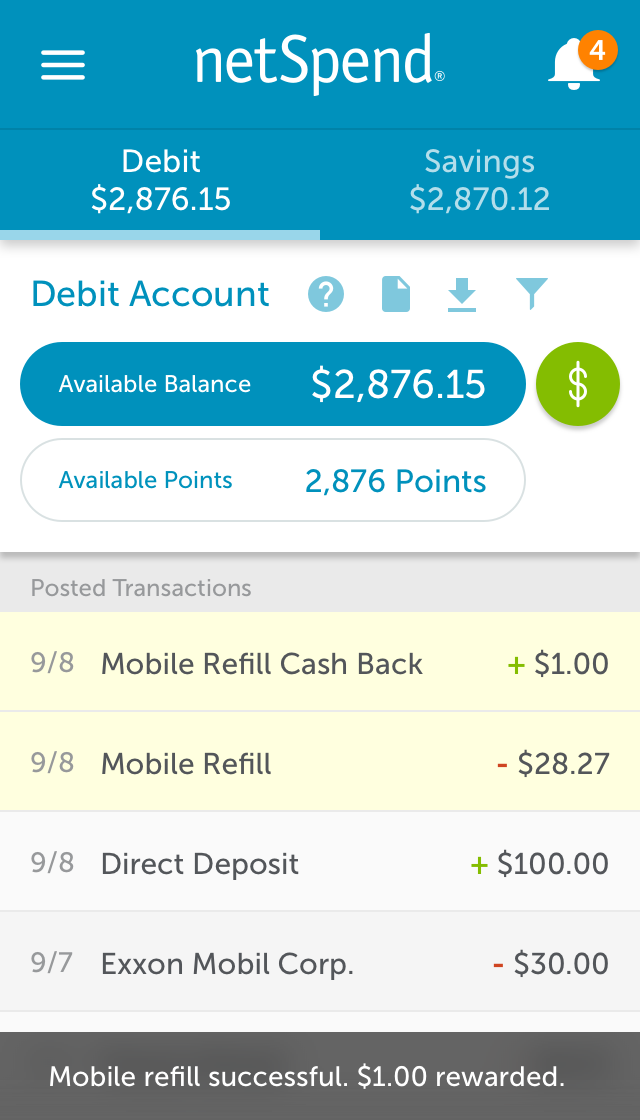 netSpend®
4
Debit
$2,876.15
Savings
$2,870.12
Debit Account ?
Available Balance $2,876.15 $
Available Points 2,876 Points
Posted Transactions
9/8 Mobile Refill Cash Back + $1.00
9/8 Mobile Refill - $28.27
9/8 Direct Deposit + $100.00
9/7 Exxon Mobil Corp. - $30.00
Mobile refill successful. $1.00 rewarded.